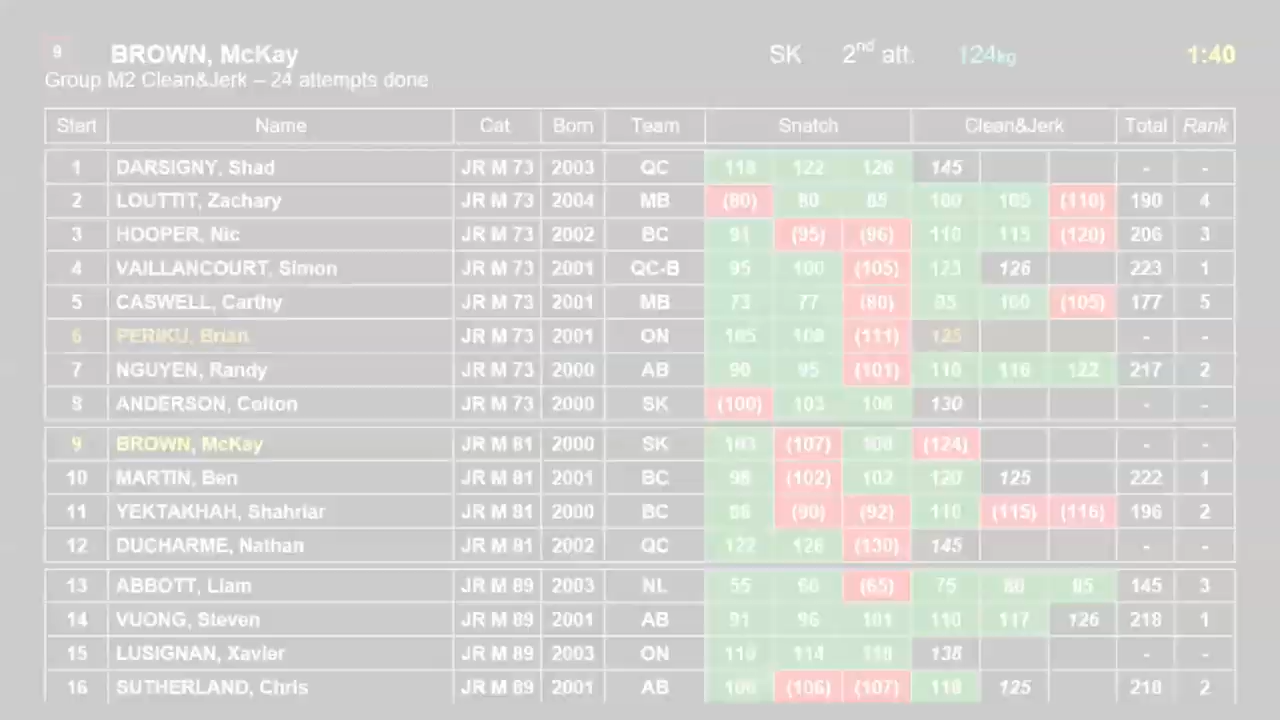 9 BROWN, McKay SK 2nd att. 124kg 1:40
Group M2 Clean&Jerk – 24 attempts done
Start Name Cat Born Team Snatch Clean&Jerk Total Rank
1 DARSIGNY, Shad JR M 73 2003 QC 118 122 126 145 - -
2 LOUTTIT, Zachary JR M 73 2004 MB (80) 80 85 100 105 (110) 190 4
3 HOOPER, Nic JR M 73 2002 BC 91 (95) (96) 110 115 (120) 206 3
4 VAILLANCOURT, Simon JR M 73 2001 QC-B 95 100 (105) 123 126 223 1
5 CASWELL, Carthy JR M 73 2001 MB 73 77 (80) 95 100 (105) 177 5
6 PERIKU, Brian JR M 73 2001 ON 105 108 (111) 125 - -
7 NGUYEN, Randy JR M 73 2000 AB 90 95 (101) 110 116 122 217 2
8 ANDERSON, Colton JR M 73 2000 SK (100) 103 106 130 - -
9 BROWN, McKay JR M 81 2000 SK 103 (107) 108 (124) - -
10 MARTIN, Ben JR M 81 2001 BC 98 (102) 102 120 125 222 1
11 YEKTAKHAH, Shahriar JR M 81 2000 BC 86 (90) (92) 110 (115) (116) 196 2
12 DUCHARME, Nathan JR M 81 2002 QC 122 126 (130) 145 - -
13 ABBOTT, Liam JR M 89 2003 NL 55 60 (65) 75 80 85 145 3
14 VUONG, Steven JR M 89 2001 AB 91 96 101 110 117 126 218 1
15 LUSIGNAN, Xavier JR M 89 2003 ON 110 114 118 138 - -
16 SUTHERLAND, Chris JR M 89 2001 AB 100 (106) (107) 118 125 218 2